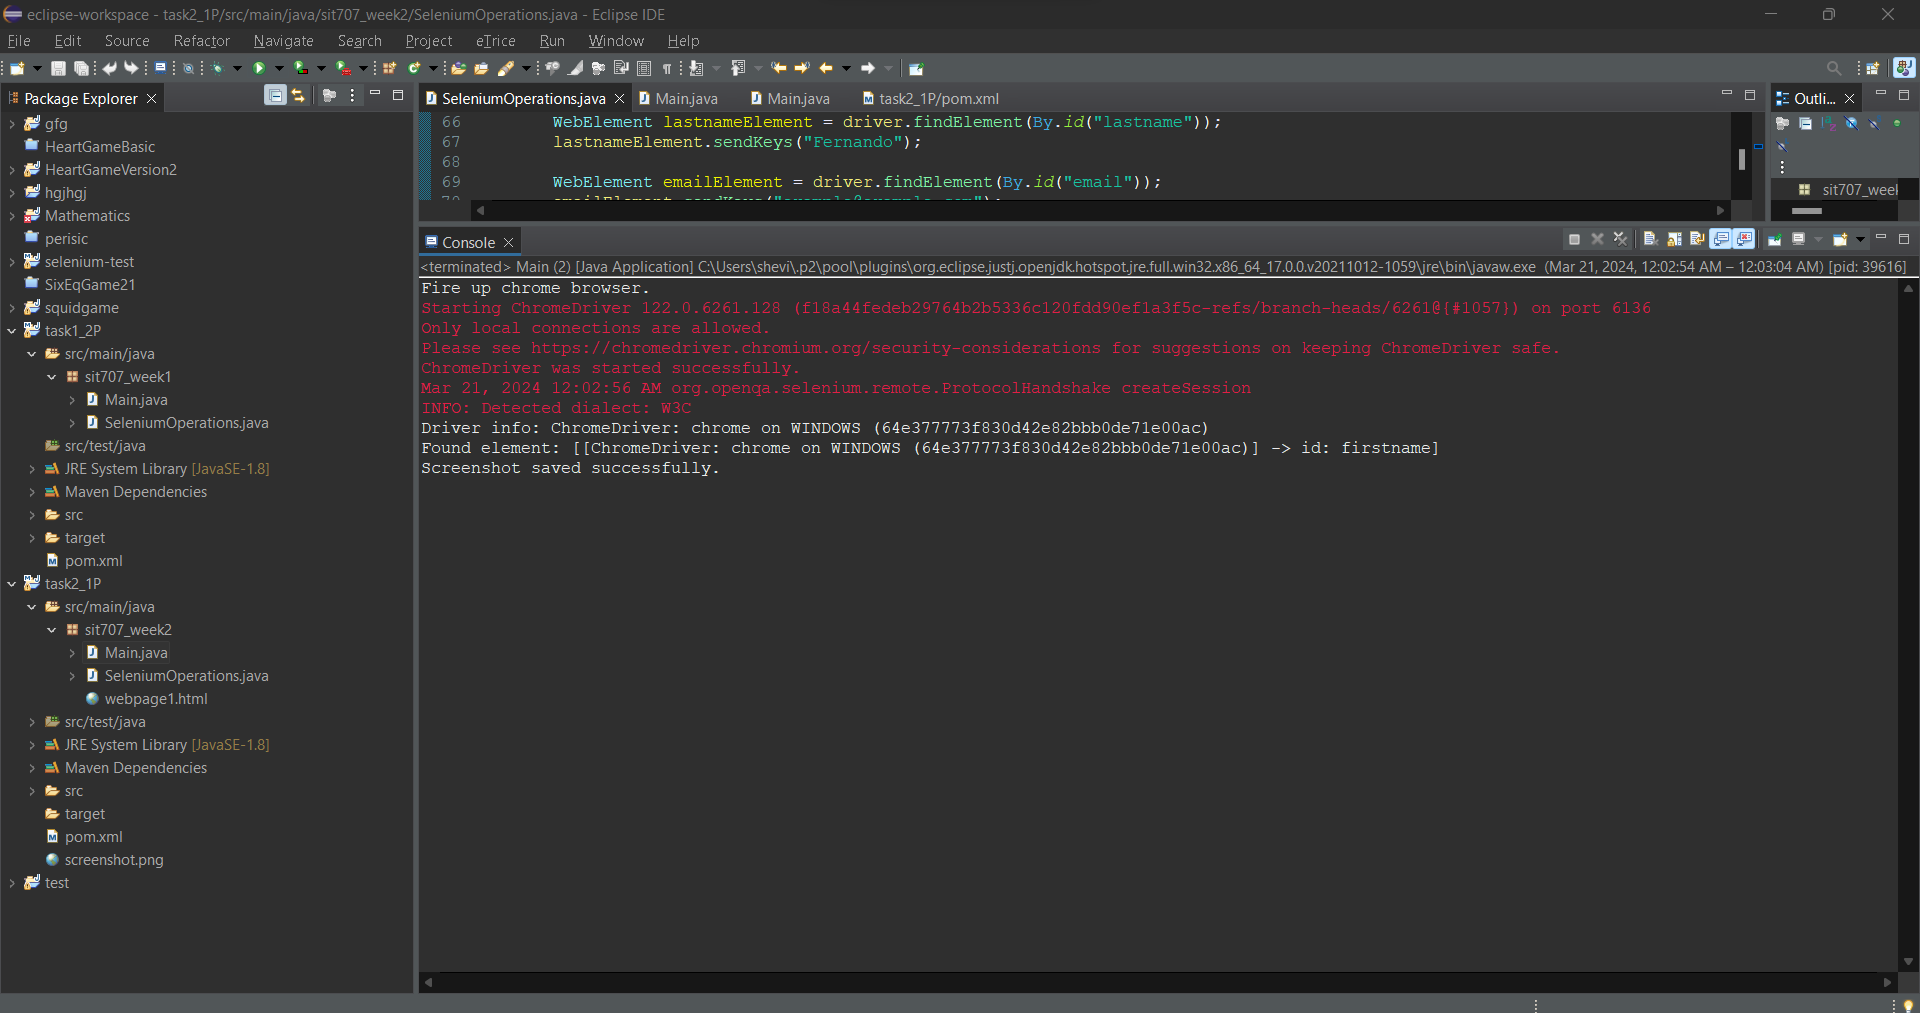 eclipse-workspace - task2_1P/src/main/java/sit707_week2/SeleniumOperations.java - Eclipse IDE
File Edit Source Refactor Navigate Search Project eTrice Run Window Help
Package Explorer
gfg
HeartGameBasic
HeartGameVersion2
hgjhgj
Mathematics
perisic
selenium-test
SixEqGame21
squidgame
task1_2P
src/main/java
sit707_week1
Main.java
SeleniumOperations.java
src/test/java
JRE System Library [JavaSE-1.8]
Maven Dependencies
src
target
pom.xml
task2_1P
src/main/java
sit707_week2
Main.java
SeleniumOperations.java
webpage1.html
src/test/java
JRE System Library [JavaSE-1.8]
Maven Dependencies
src
target
pom.xml
screenshot.png
test
SeleniumOperations.java Main.java Main.java task2_1P/pom.xml
66 WebElement lastnameElement = driver.findElement(By.id("lastname"));
67 lastnameElement.sendKeys("Fernando");
68
69 WebElement emailElement = driver.findElement(By.id("email"));
Outli...
sit707_week
Console
<terminated> Main (2) [Java Application] C:\Users\shevi\.p2\pool\plugins\org.eclipse.justj.openjdk.hotspot.jre.full.win32.x86_64_17.0.0.v20211012-1059\jre\bin\javaw.exe (Mar 21, 2024, 12:02:54 AM – 12:03:04 AM) [pid: 39616]
Fire up chrome browser.
Starting ChromeDriver 122.0.6261.128 (f18a44fedeb29764b2b5336c120fdd90ef1a3f5c-refs/branch-heads/6261@{#1057}) on port 6136
Only local connections are allowed.
Please see https://chromedriver.chromium.org/security-considerations for suggestions on keeping ChromeDriver safe.
ChromeDriver was started successfully.
Mar 21, 2024 12:02:56 AM org.openqa.selenium.remote.ProtocolHandshake createSession
INFO: Detected dialect: W3C
Driver info: ChromeDriver: chrome on WINDOWS (64e377773f830d42e82bbb0de71e00ac)
Found element: [[ChromeDriver: chrome on WINDOWS (64e377773f830d42e82bbb0de71e00ac)] -> id: firstname]
Screenshot saved successfully.